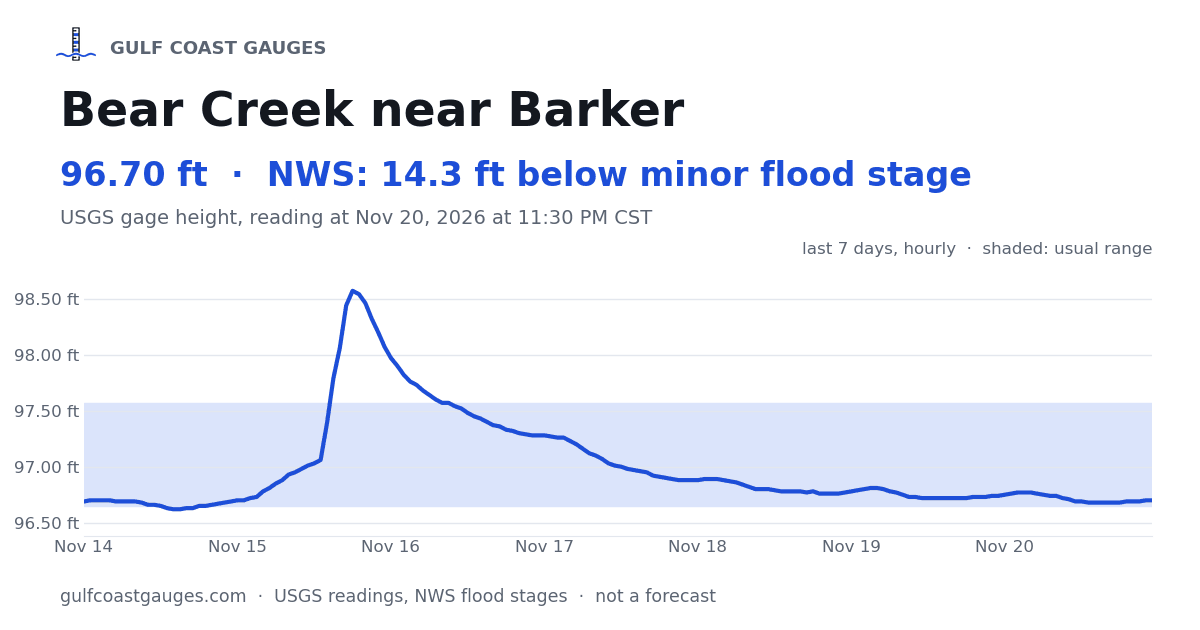 GULF COAST GAUGES
Bear Creek near Barker
96.70 ft · NWS: 14.3 ft below minor flood stage
USGS gage height, reading at Nov 20, 2026 at 11:30 PM CST
last 7 days, hourly · shaded: usual range
98.50 ft
98.00 ft
97.50 ft
97.00 ft
96.50 ft
Nov 14 Nov 15 Nov 16 Nov 17 Nov 18 Nov 19 Nov 20
gulfcoastgauges.com · USGS readings, NWS flood stages · not a forecast